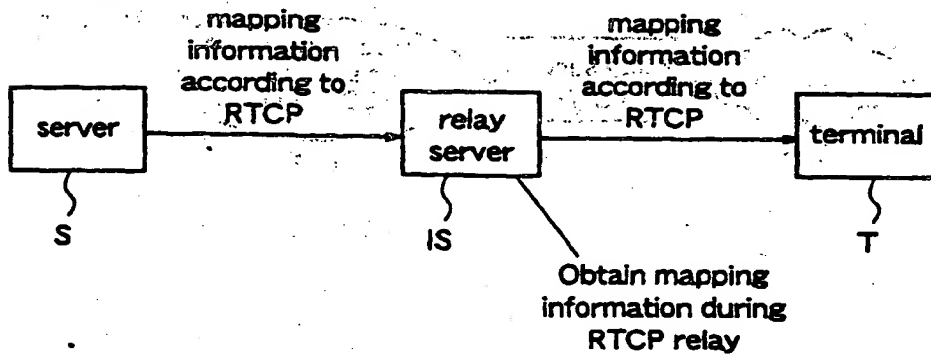 mapping
information
according to
RTCP
mapping
information
according to
RTCP
server
relay
server
terminal
S
IS
T
Obtain mapping
information during
RTCP relay